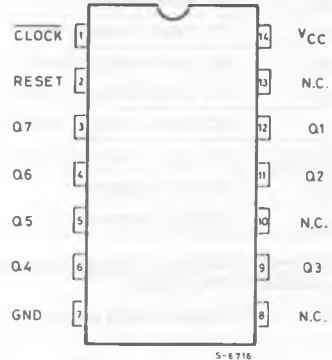 CLOCK 1 14 VCC
RESET 2 13 N.C.
Q7 3 12 Q1
Q6 4 11 Q2
Q5 5 10 N.C.
Q4 6 9 Q3
GND 7 8 N.C.
S-6716